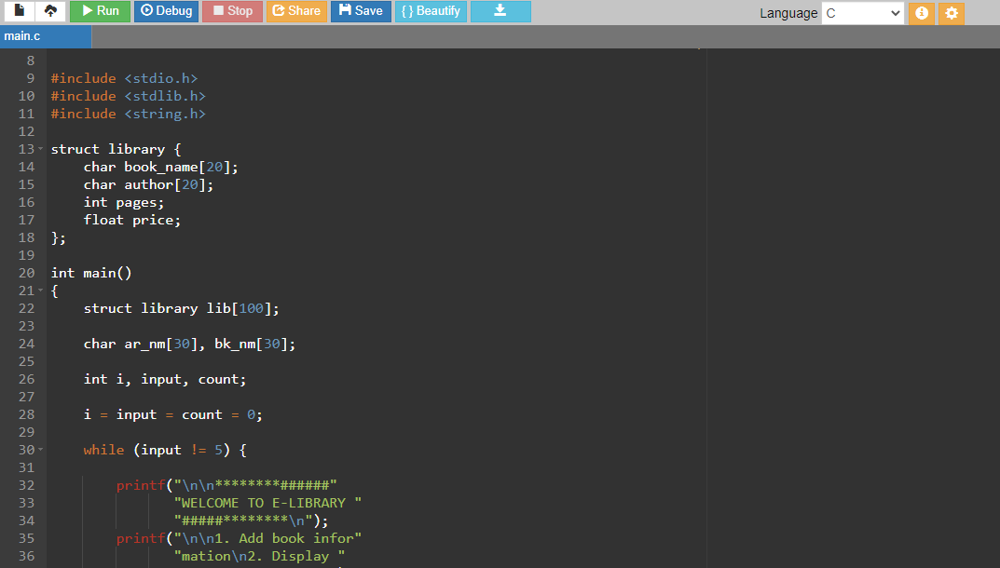 Run Debug Stop Share Save {} Beautify Language C
main.c
8
9 #include <stdio.h>
10 #include <stdlib.h>
11 #include <string.h>
12
13 struct library {
14     char book_name[20];
15     char author[20];
16     int pages;
17     float price;
18 };
19
20 int main()
21 {
22     struct library lib[100];
23
24     char ar_nm[30], bk_nm[30];
25
26     int i, input, count;
27
28     i = input = count = 0;
29
30     while (input != 5) {
31
32         printf("\n\n********######"
33                "WELCOME TO E-LIBRARY "
34                "#####********\n");
35         printf("\n\n1. Add book infor"
36                "mation\n2. Display "